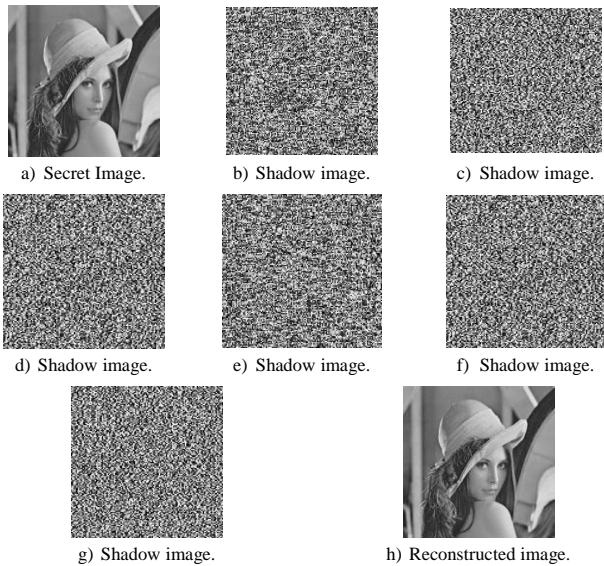 a) Secret Image.
b) Shadow image.
c) Shadow image.
d) Shadow image.
e) Shadow image.
f) Shadow image.
g) Shadow image.
h) Reconstructed image.